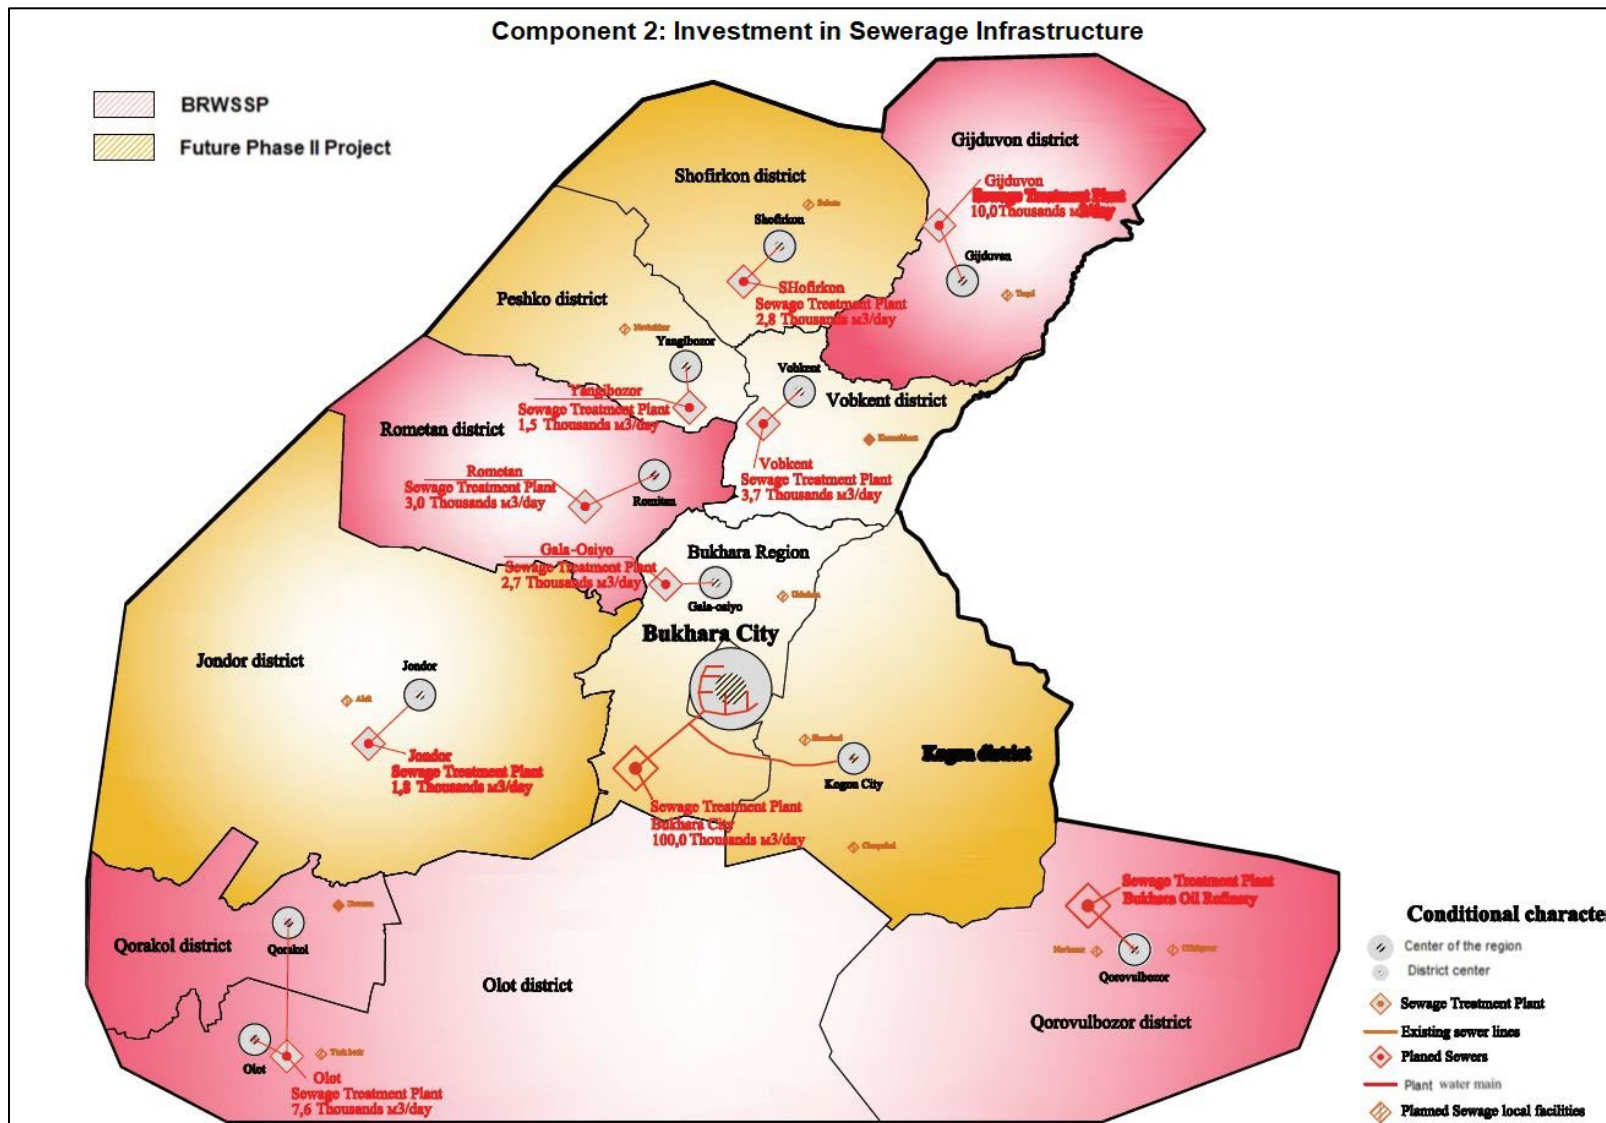 Component 2: Investment in Sewerage Infrastructure
BRWSSP
Future Phase II Project
Gijduvon district
Gijduvon
Sewage Treatment Plant
10,0 Thousands м3/day
Gijduvon
Shofirkon district
Shofirkon
SHofirkon
Sewage Treatment Plant
2,8 Thousands м3/day
Peshko district
Yangibozor
Yangibozor
Sewage Treatment Plant
1,5 Thousands м3/day
Vobkent
Vobkent district
Vobkent
Sewage Treatment Plant
3,7 Thousands м3/day
Rometan district
Rometan
Sewage Treatment Plant
3,0 Thousands м3/day
Romitan
Gala-Osiyo
Sewage Treatment Plant
2,7 Thousands м3/day
Bukhara Region
Gala-osiyo
Bukhara City
Jondor district
Jondor
Jondor
Sewage Treatment Plant
1,8 Thousands м3/day
Kogon district
Kogon City
Sewage Treatment Plant
Bukhara City
100,0 Thousands м3/day
Sewage Treatment Plant
Bukhara Oil Refinery
Qorovulbozor
Qorovulbozor district
Qorakol district
Qorakol
Olot district
Olot
Olot
Sewage Treatment Plant
7,6 Thousands м3/day
Conditional character
Center of the region
District center
Sewage Treatment Plant
Existing sewer lines
Planed Sewers
Plant water main
Planned Sewage local facilities